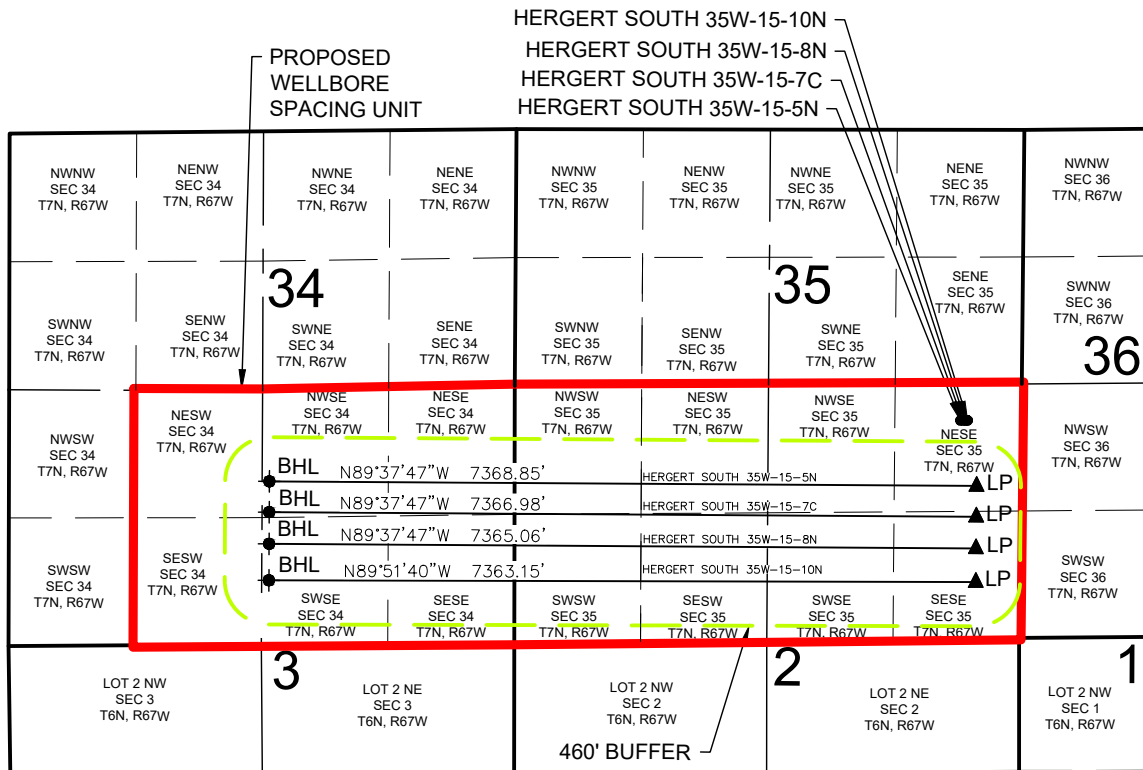 HERGERT SOUTH 35W-15-10N
HERGERT SOUTH 35W-15-8N
HERGERT SOUTH 35W-15-7C
HERGERT SOUTH 35W-15-5N
PROPOSED
WELLBORE
SPACING UNIT
NWNW
SEC 34
T7N, R67W
NENW
SEC 34
T7N, R67W
NWNE
SEC 34
T7N, R67W
NENE
SEC 34
T7N, R67W
NWNW
SEC 35
T7N, R67W
NENW
SEC 35
T7N, R67W
NWNE
SEC 35
T7N, R67W
NENE
SEC 35
T7N, R67W
NWNW
SEC 36
T7N, R67W
34
35
36
SWNW
SEC 34
T7N, R67W
SENW
SEC 34
T7N, R67W
SWNE
SEC 34
T7N, R67W
SENE
SEC 34
T7N, R67W
SWNW
SEC 35
T7N, R67W
SENW
SEC 35
T7N, R67W
SWNE
SEC 35
T7N, R67W
SENE
SEC 35
T7N, R67W
SWNW
SEC 36
T7N, R67W
NWSW
SEC 34
T7N, R67W
NESW
SEC 34
T7N, R67W
NWSE
SEC 34
T7N, R67W
NESE
SEC 34
T7N, R67W
NWSW
SEC 35
T7N, R67W
NESW
SEC 35
T7N, R67W
NWSE
SEC 35
T7N, R67W
NESE
SEC 35
T7N, R67W
NWSW
SEC 36
T7N, R67W
BHL N89°37'47"W 7368.85' HERGERT SOUTH 35W-15-5N LP
BHL N89°37'47"W 7366.98' HERGERT SOUTH 35W-15-7C LP
BHL N89°37'47"W 7365.06' HERGERT SOUTH 35W-15-8N LP
BHL N89°51'40"W 7363.15' HERGERT SOUTH 35W-15-10N LP
SWSW
SEC 34
T7N, R67W
SESW
SEC 34
T7N, R67W
SWSE
SEC 34
T7N, R67W
SESE
SEC 34
T7N, R67W
SWSW
SEC 35
T7N, R67W
SESW
SEC 35
T7N, R67W
SWSE
SEC 35
T7N, R67W
SESE
SEC 35
T7N, R67W
SWSW
SEC 36
T7N, R67W
3
2
1
LOT 2 NW
SEC 3
T6N, R67W
LOT 2 NE
SEC 3
T6N, R67W
LOT 2 NW
SEC 2
T6N, R67W
LOT 2 NE
SEC 2
T6N, R67W
LOT 2 NW
SEC 1
T6N, R67W
460' BUFFER